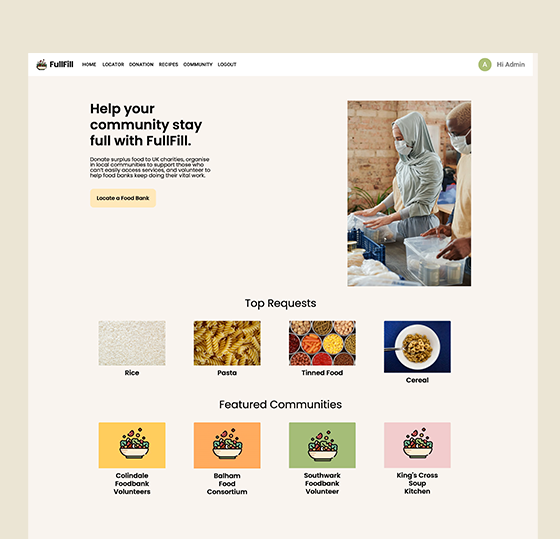 FullFill HOME LOCATOR DONATION RECIPES COMMUNITY LOGOUT A Hi Admin
Help your
community stay
full with FullFill.
Donate surplus food to UK charities, organise
in local communities to support those who
can't easily access services, and volunteer to
help food banks keep doing their vital work.
Locate a Food Bank
Top Requests
Rice
Pasta
Tinned Food
Cereal
Featured Communities
Colindale
Foodbank
Volunteers
Balham
Food
Consortium
Southwark
Foodbank
Volunteer
King's Cross
Soup
Kitchen